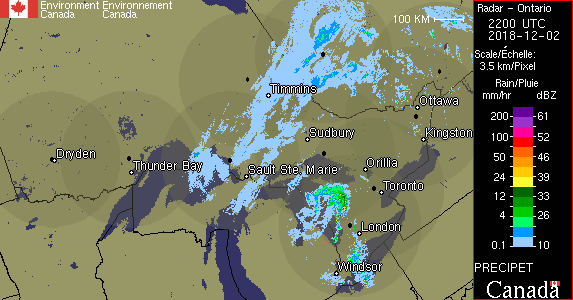 Environment Environnement
Canada Canada
100 KM
Timmins
Ottawa
Sudbury
Kingston
Dryden
Thunder Bay
Sault Ste. Marie
Orillia
Toronto
London
Windsor
Radar - Ontario
2200 UTC
2018-12-02
Scale/Échelle:
3.5 km/Pixel
Rain/Pluie
mm/hr dBZ
200 61
100 56
100 52
50 46
24 39
12 33
4 26
0.1 10
PRECIPET
Canada